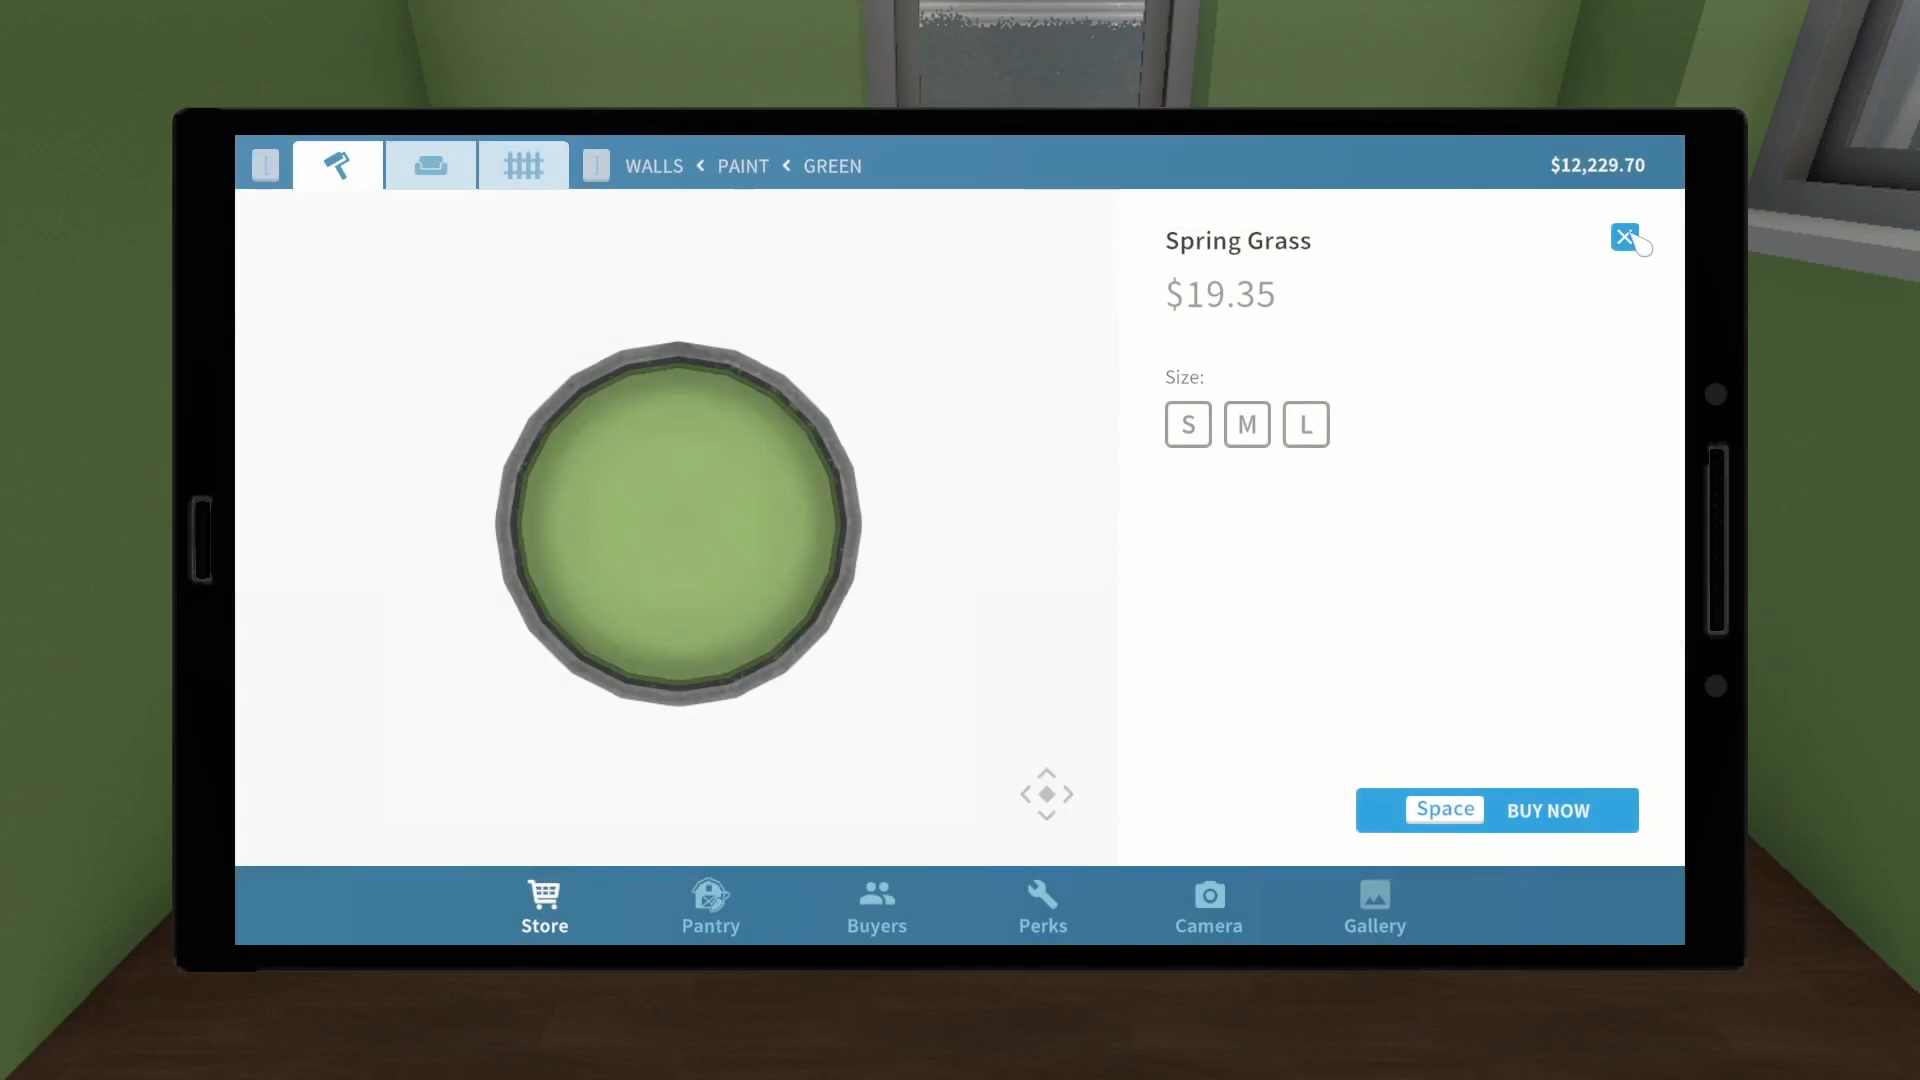 [
]
WALLS < PAINT < GREEN
$12,229.70
Spring Grass
$19.35
Size:
S M L
Space BUY NOW
Store Pantry Buyers Perks Camera Gallery